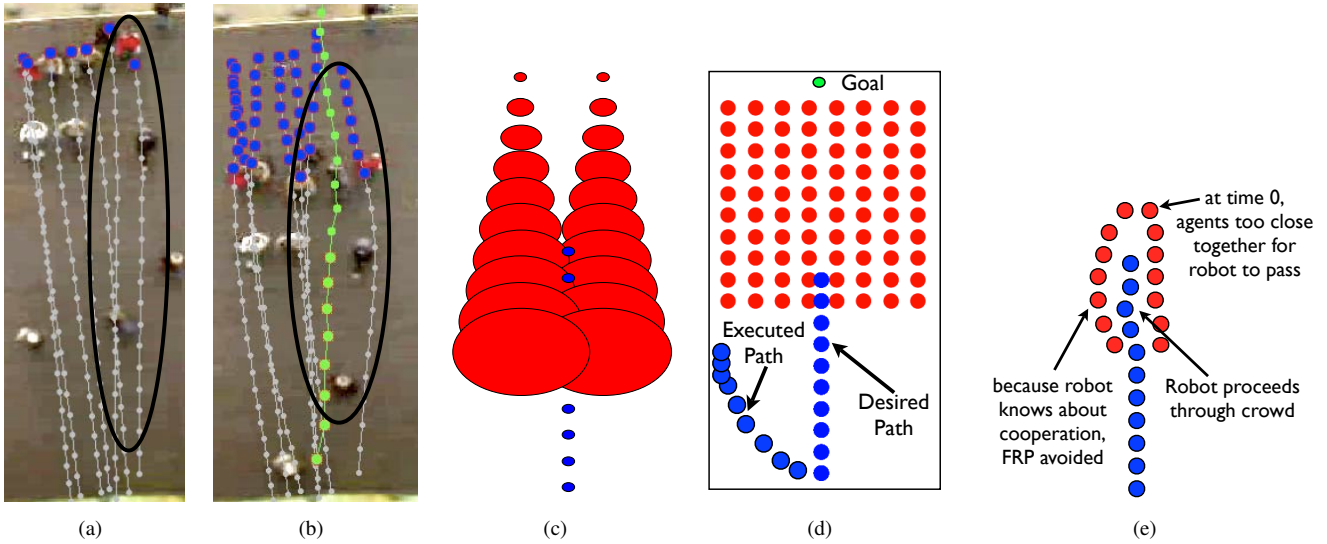 Goal
Executed
Path
Desired
Path
at time 0,
agents too close
together for
robot to pass
because robot
knows about
cooperation,
FRP avoided
Robot proceeds
through crowd
(a)
(b)
(c)
(d)
(e)